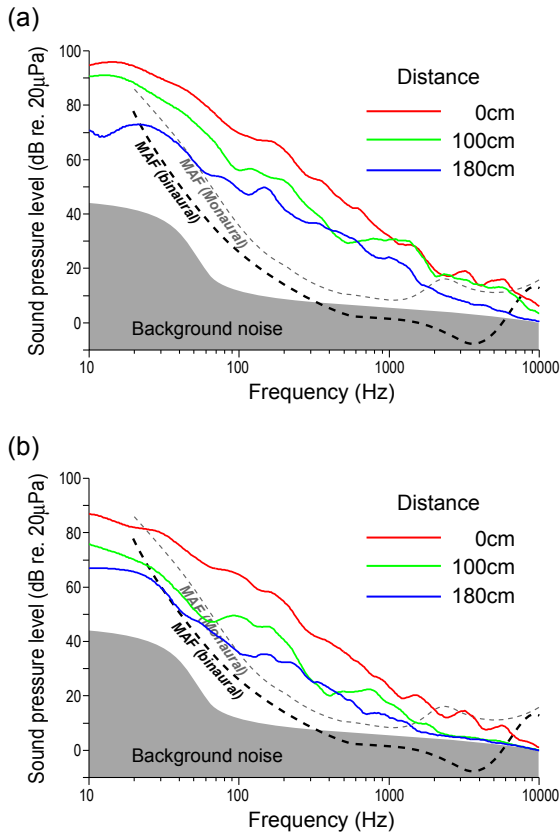 (a)
100
80
60
40
20
0
Sound pressure level (dB re. 20μPa)
Distance
0cm
100cm
180cm
MAF (Monaural)
MAF (binaural)
Background noise
10
100
1000
10000
Frequency (Hz)
(b)
100
80
60
40
20
0
Sound pressure level (dB re. 20μPa)
Distance
0cm
100cm
180cm
MAF (Monaural)
MAF (binaural)
Background noise
10
100
1000
10000
Frequency (Hz)